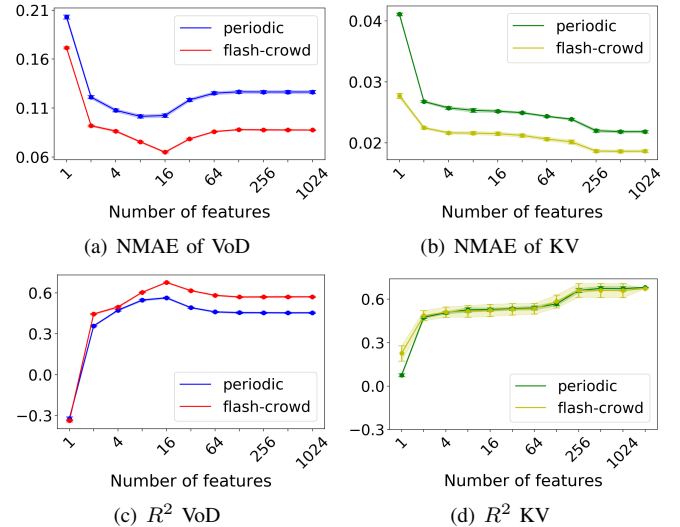 0.21
0.16
0.11
0.06
periodic
flash-crowd
1
4
16
64
256
1024
Number of features
(a) NMAE of VoD
0.04
0.03
0.02
periodic
flash-crowd
1
4
16
64
256
1024
Number of features
(b) NMAE of KV
0.6
0.3
0.0
−0.3
periodic
flash-crowd
1
4
16
64
256
1024
Number of features
(c) R² VoD
0.6
0.3
0.0
−0.3
periodic
flash-crowd
1
4
16
64
256
1024
Number of features
(d) R² KV